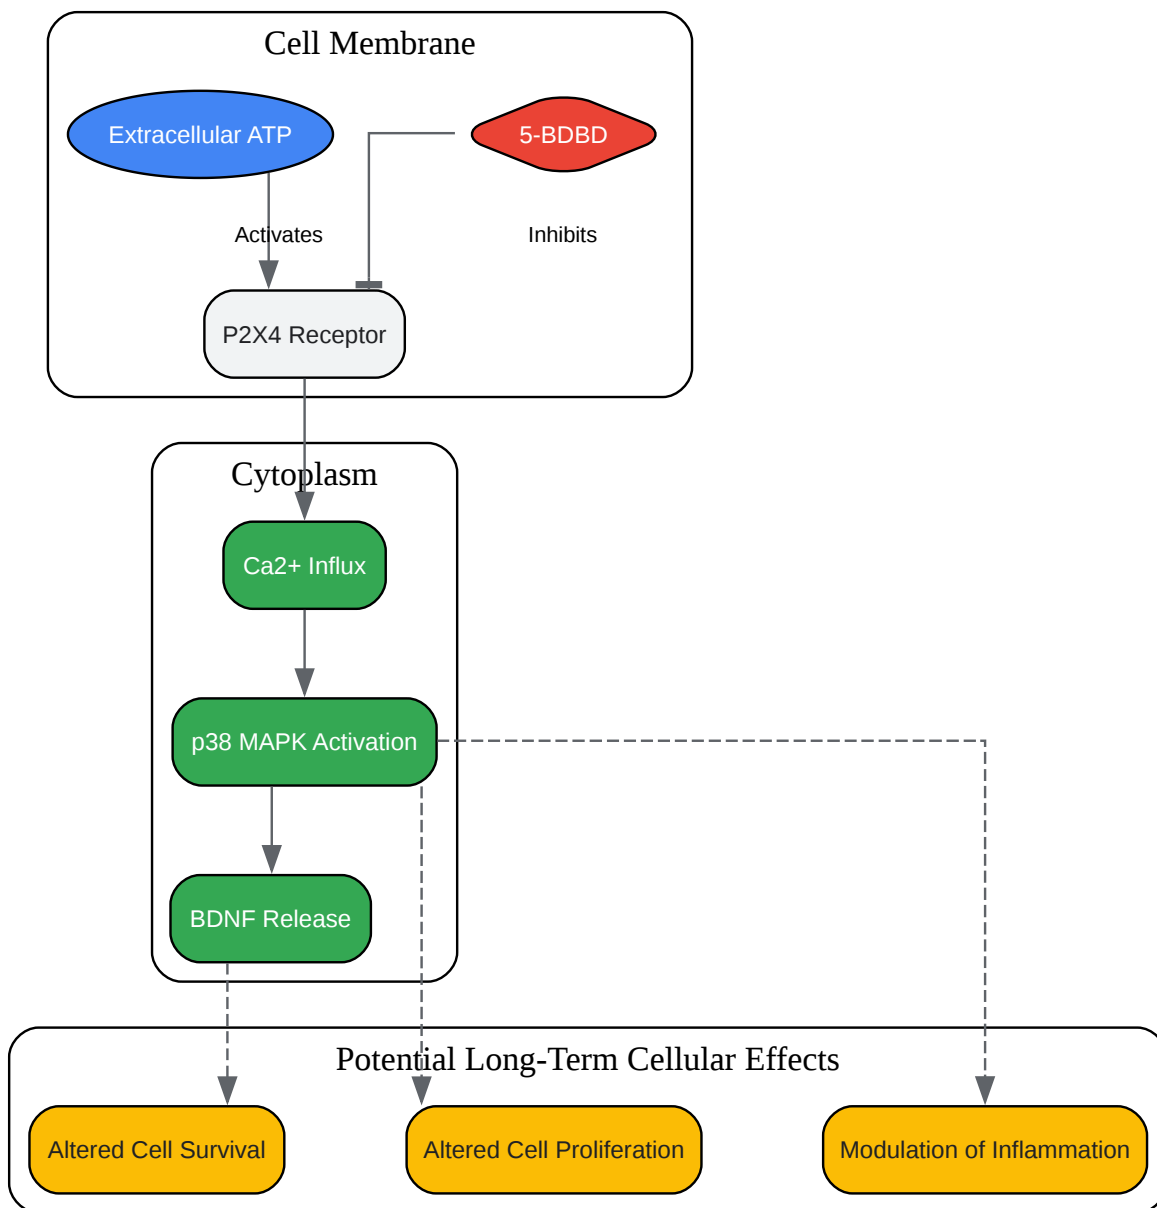 Cell Membrane
Extracellular ATP
5-BDBD
Activates
Inhibits
P2X4 Receptor
Cytoplasm
Ca2+ Influx
p38 MAPK Activation
BDNF Release
Potential Long-Term Cellular Effects
Altered Cell Survival
Altered Cell Proliferation
Modulation of Inflammation